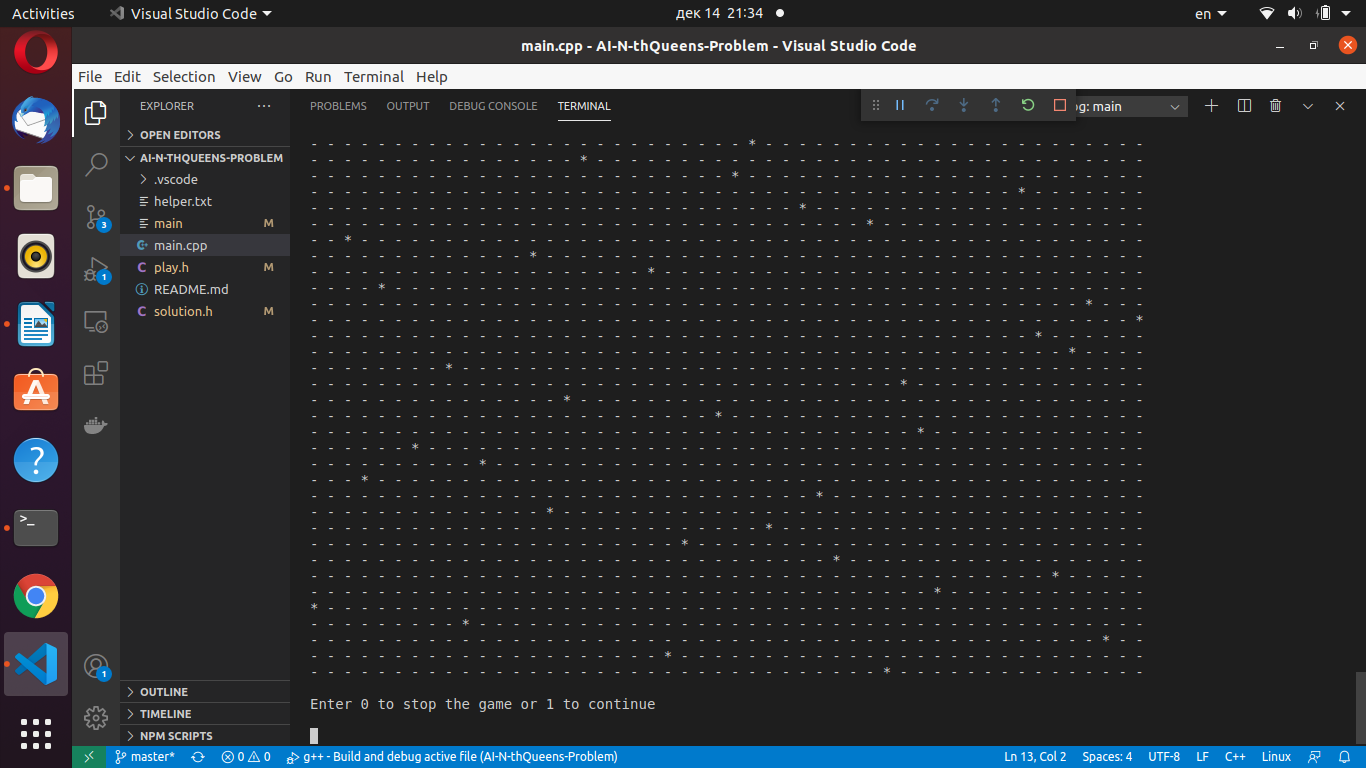 Activities
Visual Studio Code
дек 14 21:34
en
main.cpp - AI-N-thQueens-Problem - Visual Studio Code
File Edit Selection View Go Run Terminal Help
EXPLORER
OPEN EDITORS
AI-N-THQUEENS-PROBLEM
.vscode
helper.txt
main M
main.cpp
C play.h M
README.md
C solution.h M
OUTLINE
TIMELINE
NPM SCRIPTS
3
1
1
PROBLEMS OUTPUT DEBUG CONSOLE TERMINAL
g: main
Enter 0 to stop the game or 1 to continue
master* 0 0 g++ - Build and debug active file (AI-N-thQueens-Problem) Ln 13, Col 2 Spaces: 4 UTF-8 LF C++ Linux